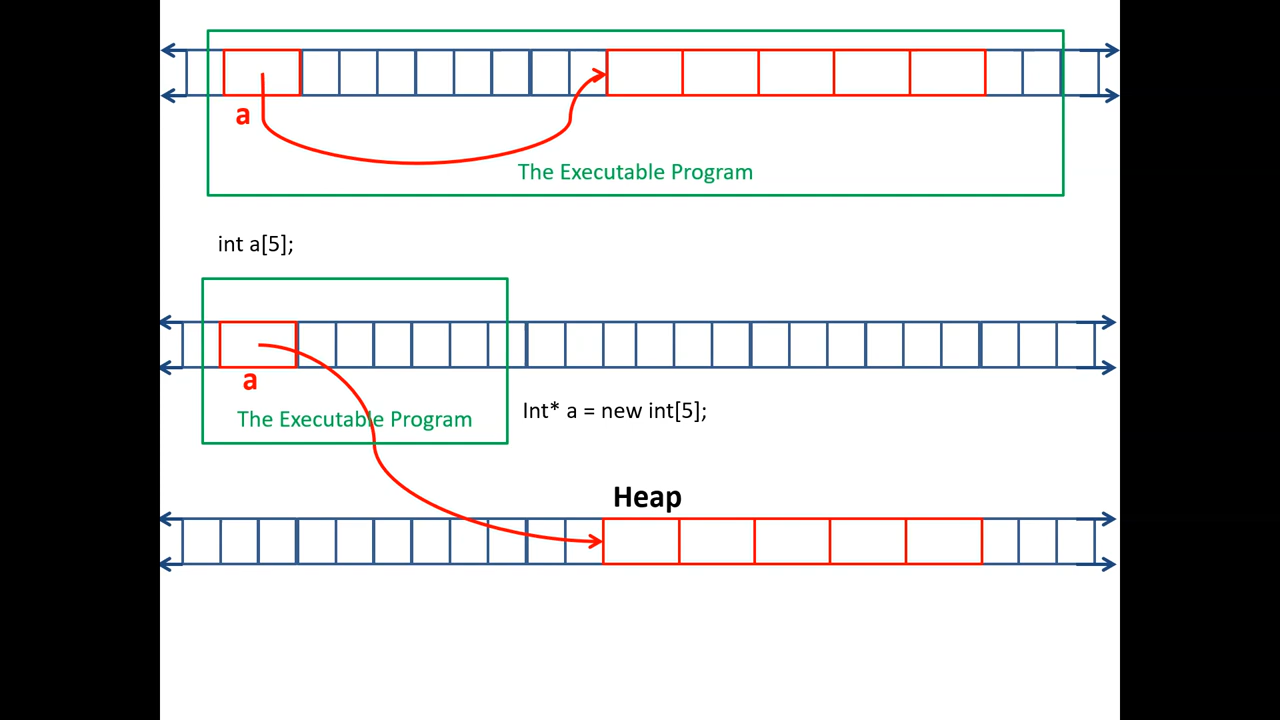 a
The Executable Program
int a[5];
a
The Executable Program
Int* a = new int[5];
Heap